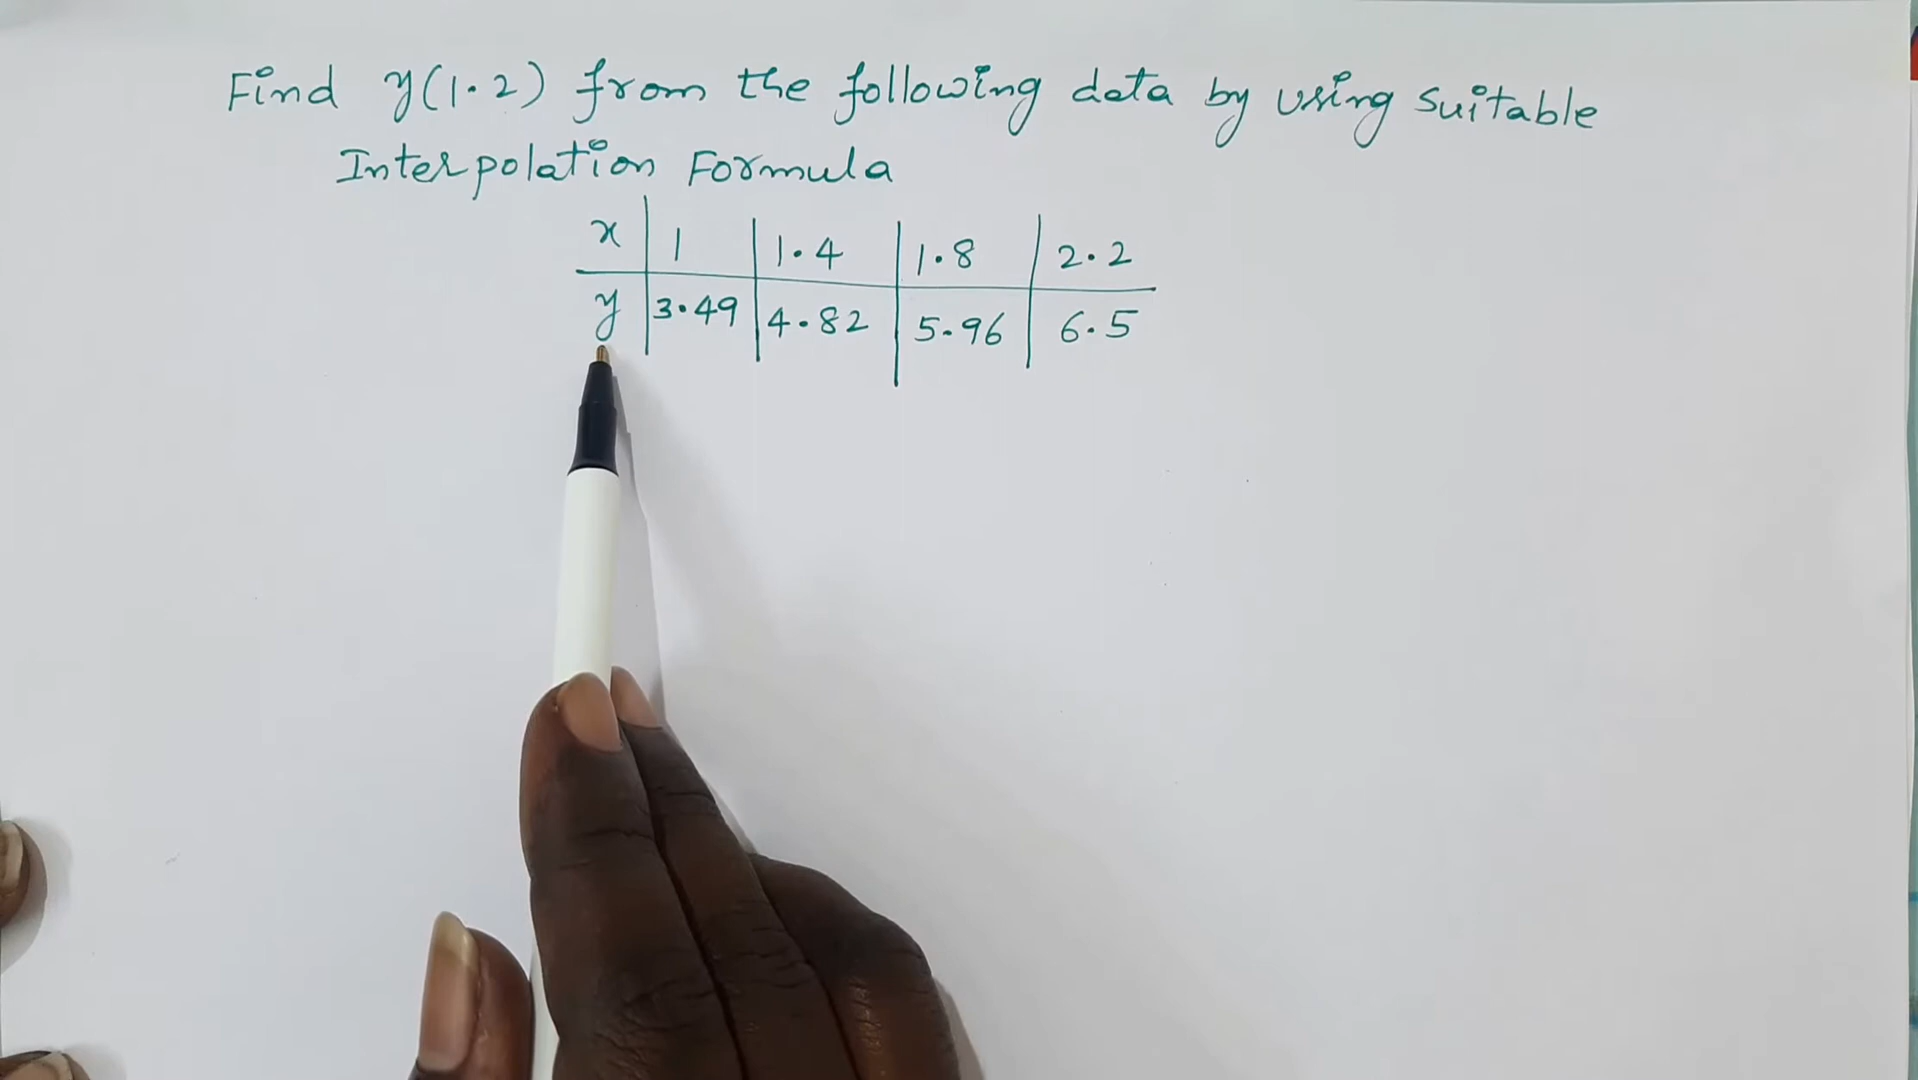 Find y(1.2) from the following data by using suitable
Interpolation Formula
x | 1 | 1.4 | 1.8 | 2.2
y | 3.49 | 4.82 | 5.96 | 6.5